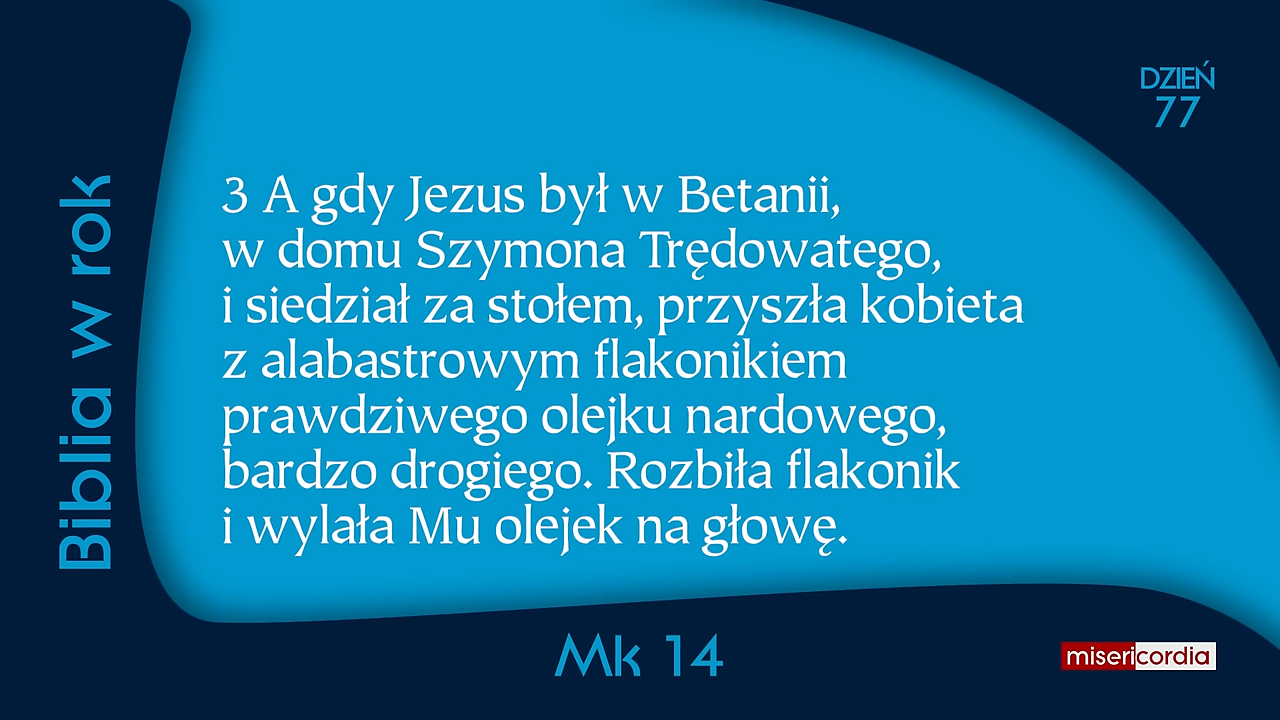 DZIEŃ
77
Biblia w rok
3 A gdy Jezus był w Betanii,
w domu Szymona Trędowatego,
i siedział za stołem, przyszła kobieta
z alabastrowym flakonikiem
prawdziwego olejku nardowego,
bardzo drogiego. Rozbiła flakonik
i wylała Mu olejek na głowę.
Mk 14
misericordia